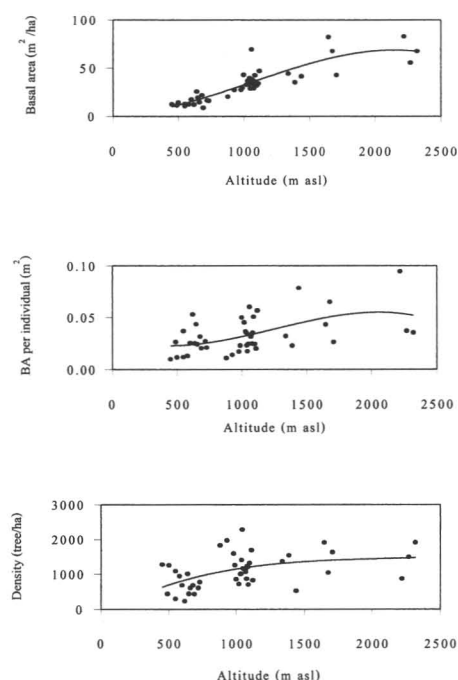 Basal area (m²/ha)
100
50
0
0 500 1000 1500 2000 2500
Altitude (m asl)
BA per individual (m²)
0.10
0.05
0.00
0 500 1000 1500 2000 2500
Altitude (m asl)
Density (tree/ha)
3000
2000
1000
0
0 500 1000 1500 2000 2500
Altitude (m asl)